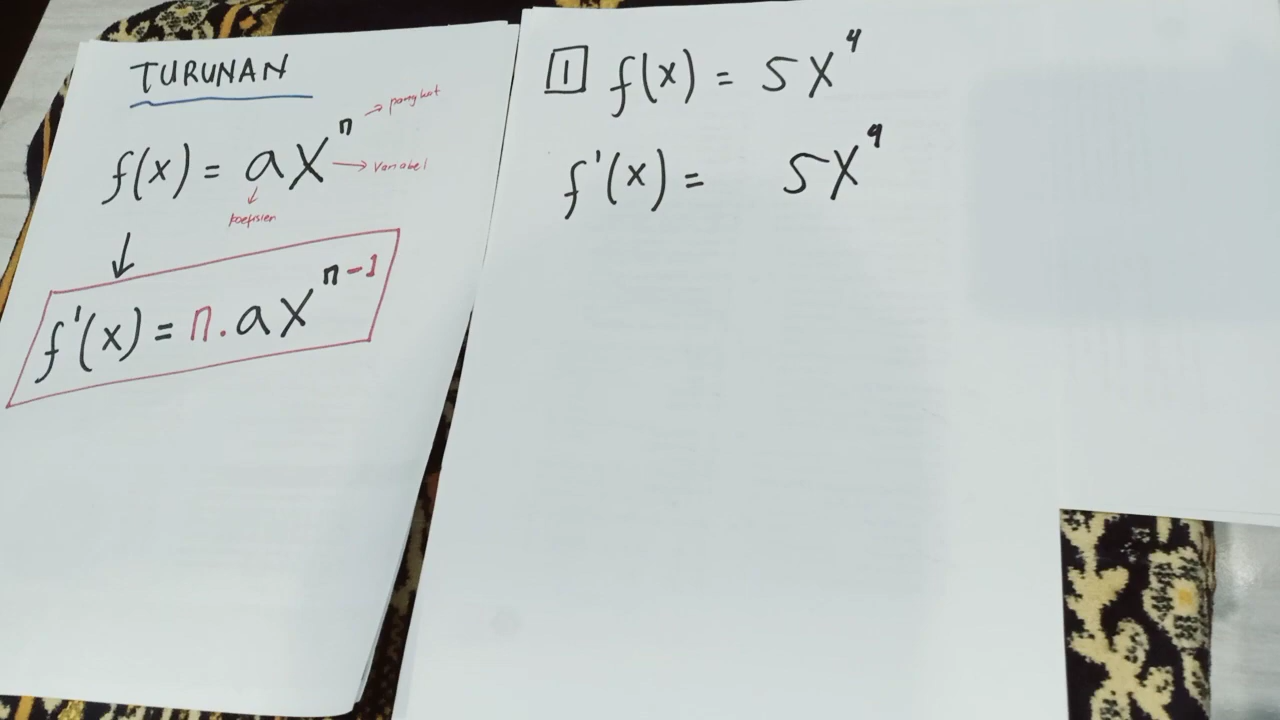 TURUNAN
f(x) = ax^n → pangkat
→ Variabel
↓
koefisien
↓
f'(x) = n . ax^n-1
1 f(x) = 5x^4
f'(x) = 5x^4